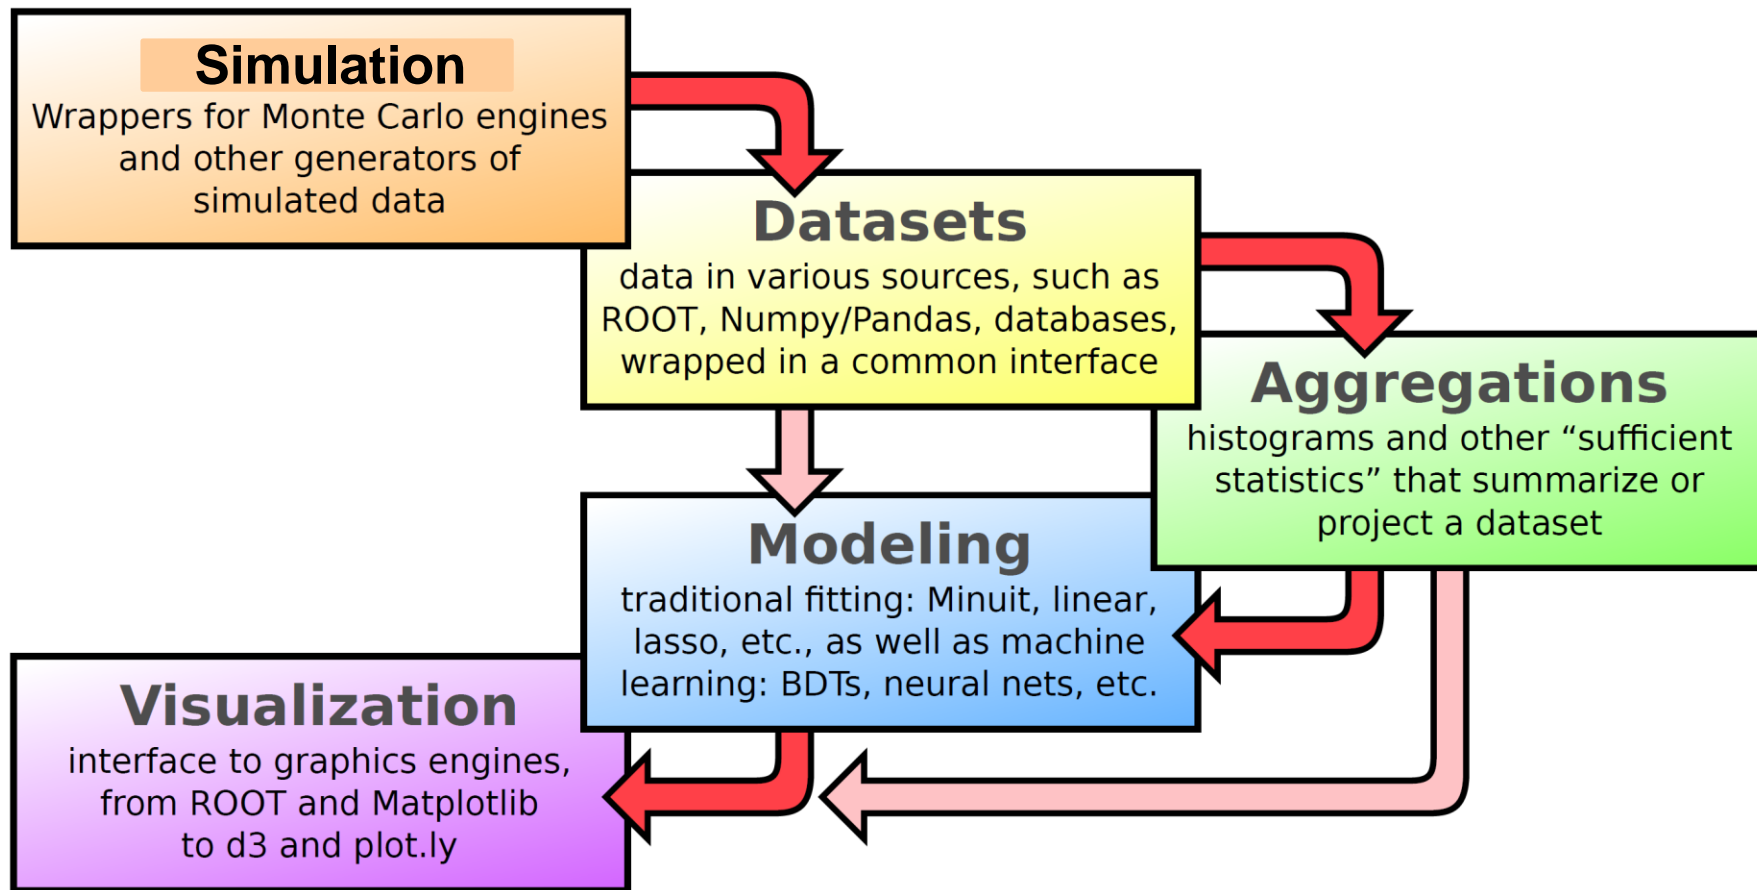 Simulation
Wrappers for Monte Carlo engines
and other generators of
simulated data
Datasets
data in various sources, such as
ROOT, Numpy/Pandas, databases,
wrapped in a common interface
Aggregations
histograms and other “sufficient
statistics” that summarize or
project a dataset
Modeling
traditional fitting: Minuit, linear,
lasso, etc., as well as machine
learning: BDTs, neural nets, etc.
Visualization
interface to graphics engines,
from ROOT and Matplotlib
to d3 and plot.ly